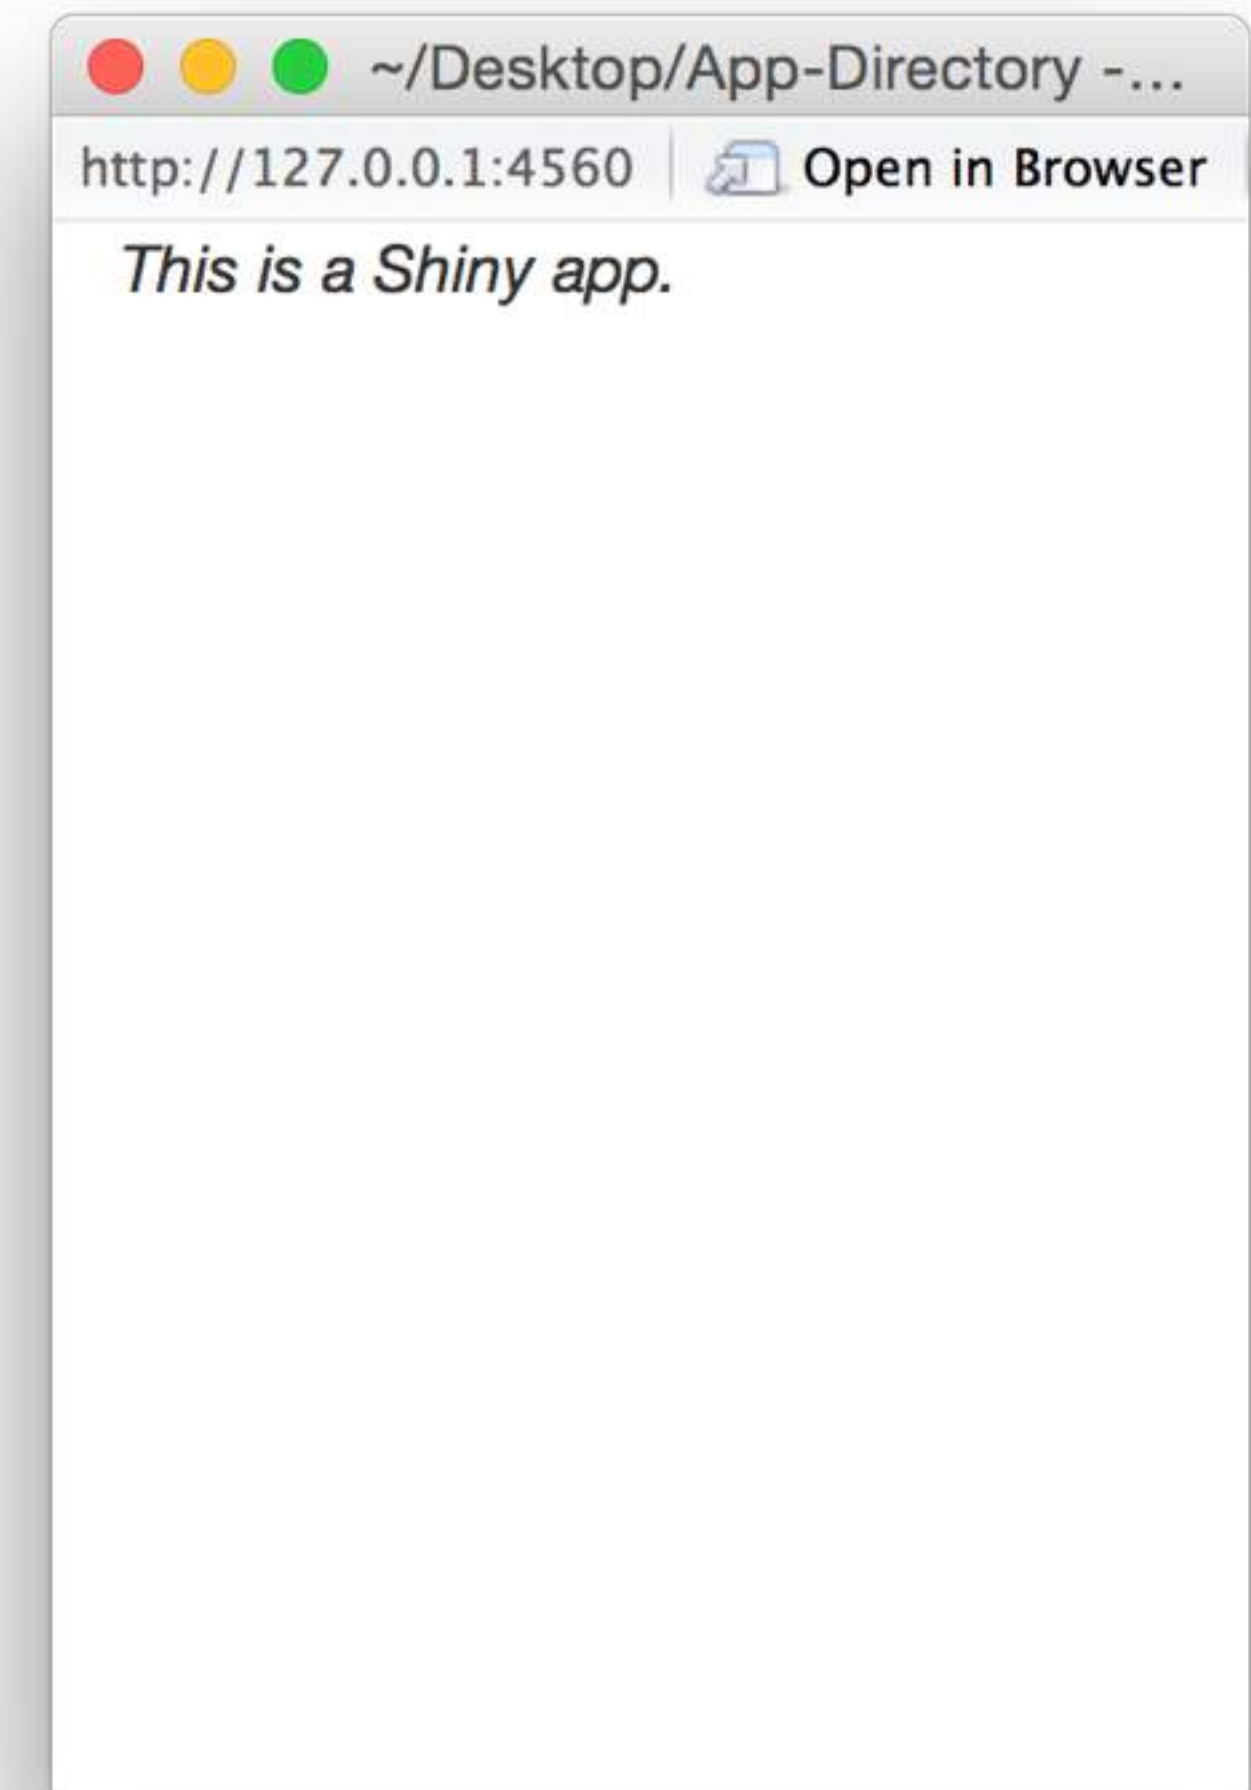 ~/Desktop/App-Directory -...
http://127.0.0.1:4560 Open in Browser
This is a Shiny app.